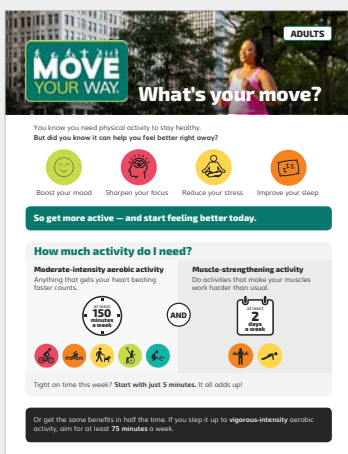 ADULTS
MOVE
YOUR WAY.
What's your move?
You know you need physical activity to stay healthy.
But did you know it can help you feel better right away?
Boost your mood
Sharpen your focus
Reduce your stress
Improve your sleep
So get more active — and start feeling better today.
How much activity do I need?
Moderate-intensity aerobic activity
Anything that gets your heart beating
faster counts.
at least
150
minutes
a week
AND
Muscle-strengthening activity
Do activities that make your muscles
work harder than usual.
at least
2
days
a week
Tight on time this week? Start with just 5 minutes. It all adds up!
Or get the same benefits in half the time. If you step it up to vigorous-intensity aerobic
activity, aim for at least 75 minutes a week.